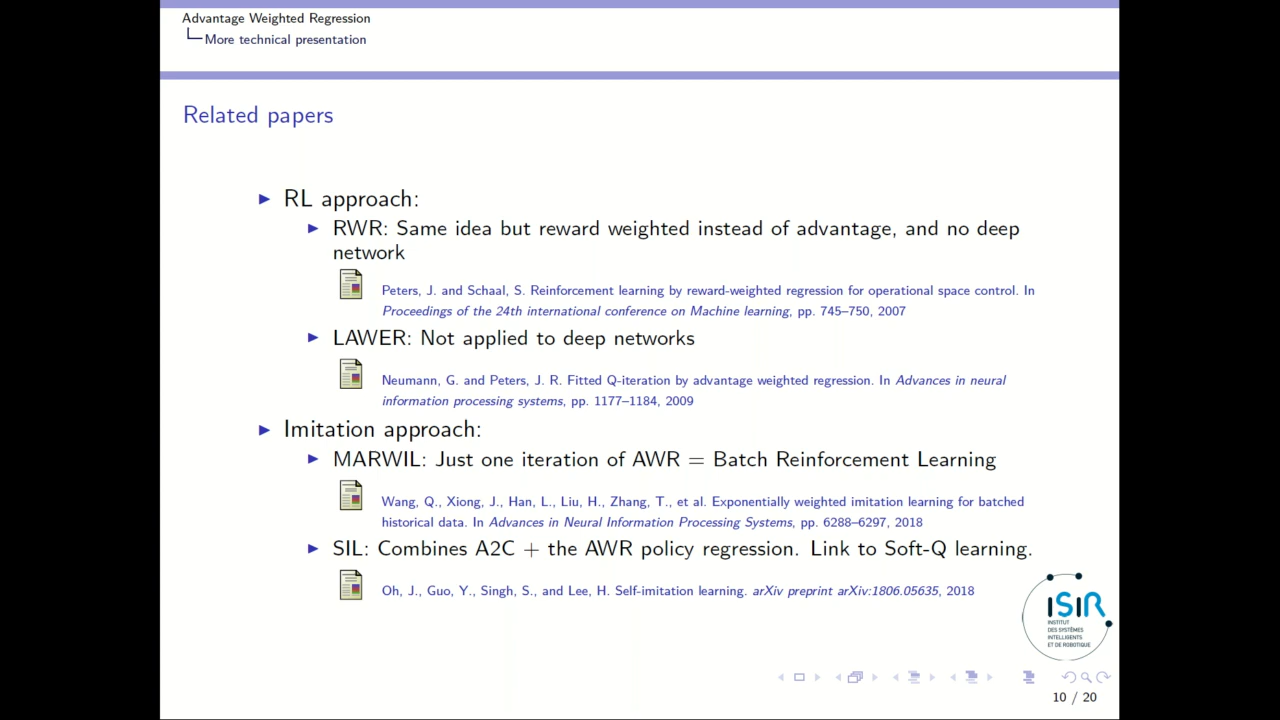 Advantage Weighted Regression
More technical presentation
Related papers
RL approach:
RWR: Same idea but reward weighted instead of advantage, and no deep
network
Peters, J. and Schaal, S. Reinforcement learning by reward-weighted regression for operational space control. In
Proceedings of the 24th international conference on Machine learning, pp. 745–750, 2007
LAWER: Not applied to deep networks
Neumann, G. and Peters, J. R. Fitted Q-iteration by advantage weighted regression. In Advances in neural
information processing systems, pp. 1177–1184, 2009
Imitation approach:
MARWIL: Just one iteration of AWR = Batch Reinforcement Learning
Wang, Q., Xiong, J., Han, L., Liu, H., Zhang, T., et al. Exponentially weighted imitation learning for batched
historical data. In Advances in Neural Information Processing Systems, pp. 6288–6297, 2018
SIL: Combines A2C + the AWR policy regression. Link to Soft-Q learning.
Oh, J., Guo, Y., Singh, S., and Lee, H. Self-imitation learning. arXiv preprint arXiv:1806.05635, 2018
ISIR
INSTITUT
DES SYSTÈMES
INTELLIGENTS
ET DE ROBOTIQUE
10 / 20